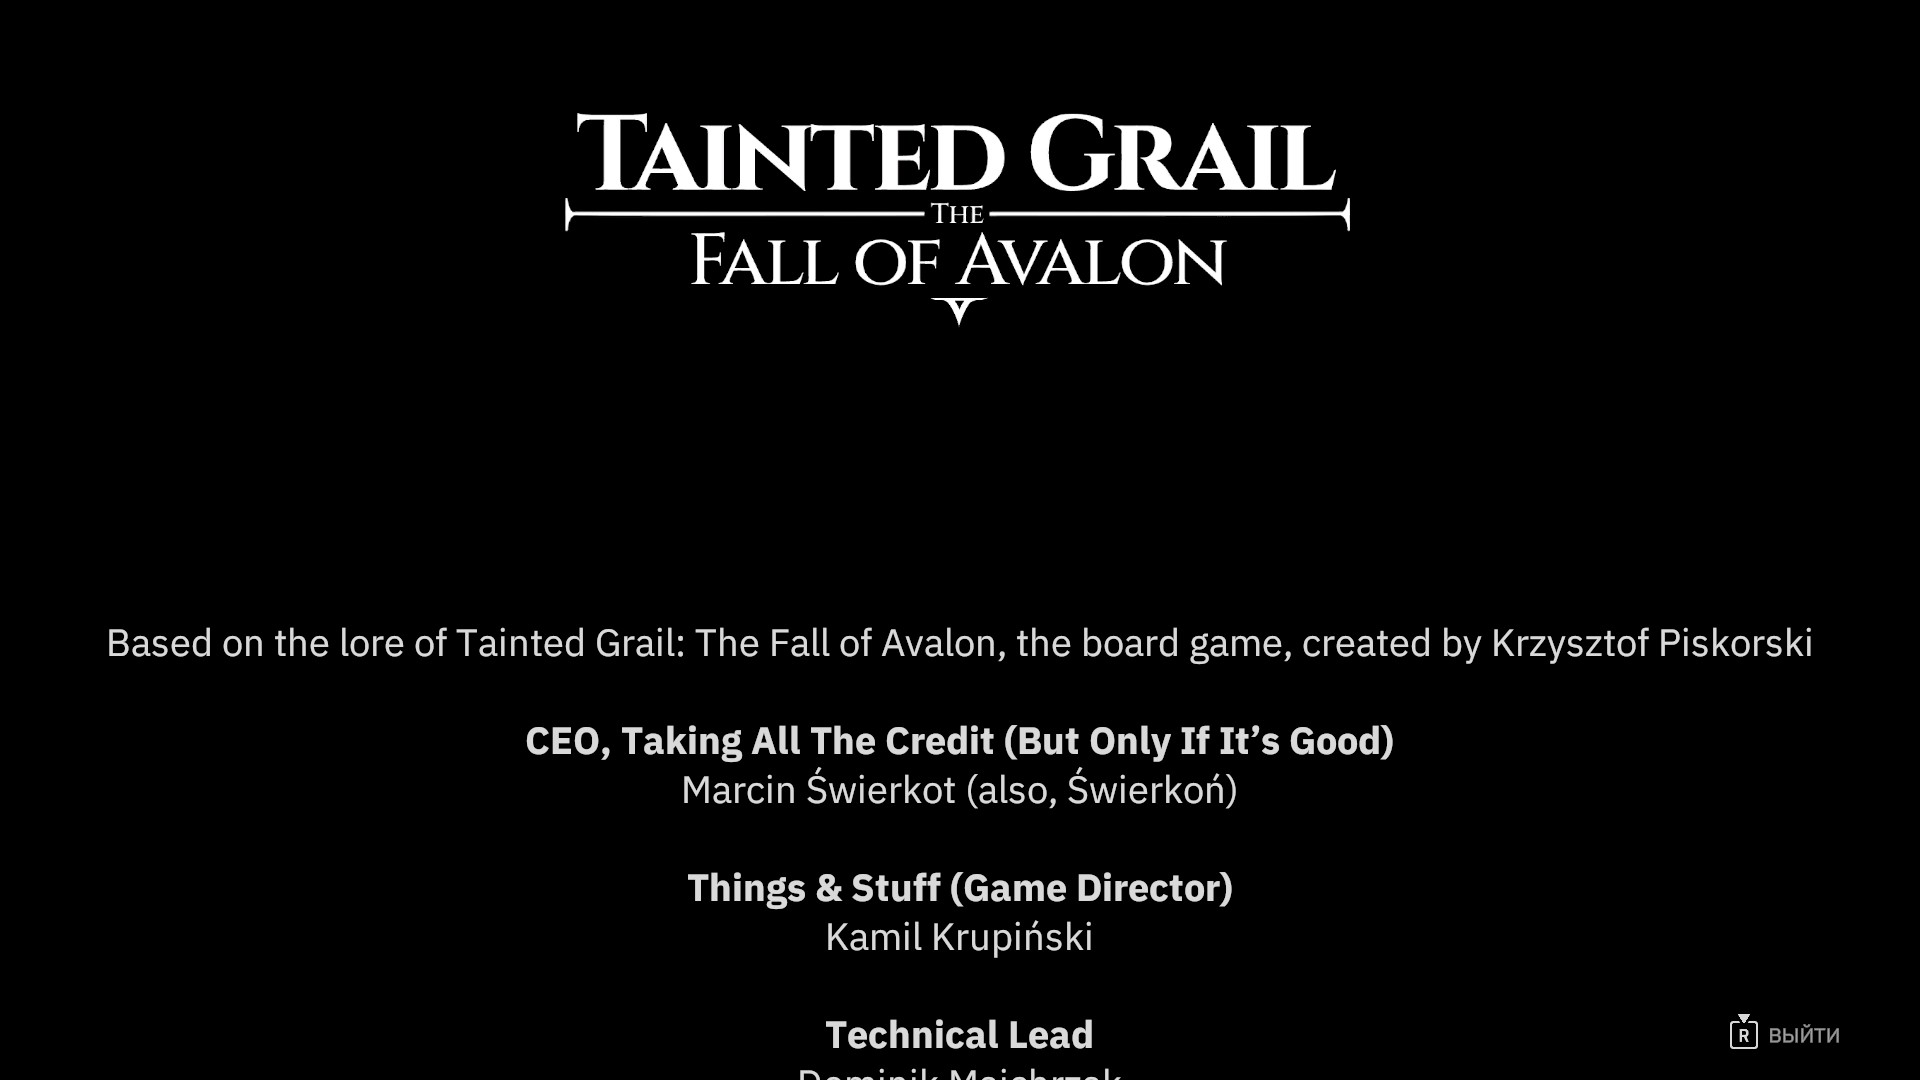 TAINTED GRAIL
THE
FALL OF AVALON
Based on the lore of Tainted Grail: The Fall of Avalon, the board game, created by Krzysztof Piskorski
CEO, Taking All The Credit (But Only If It’s Good)
Marcin Świerkot (also, Świerkoń)
Things & Stuff (Game Director)
Kamil Krupiński
Technical Lead
Dominik
R ВЫЙТИ